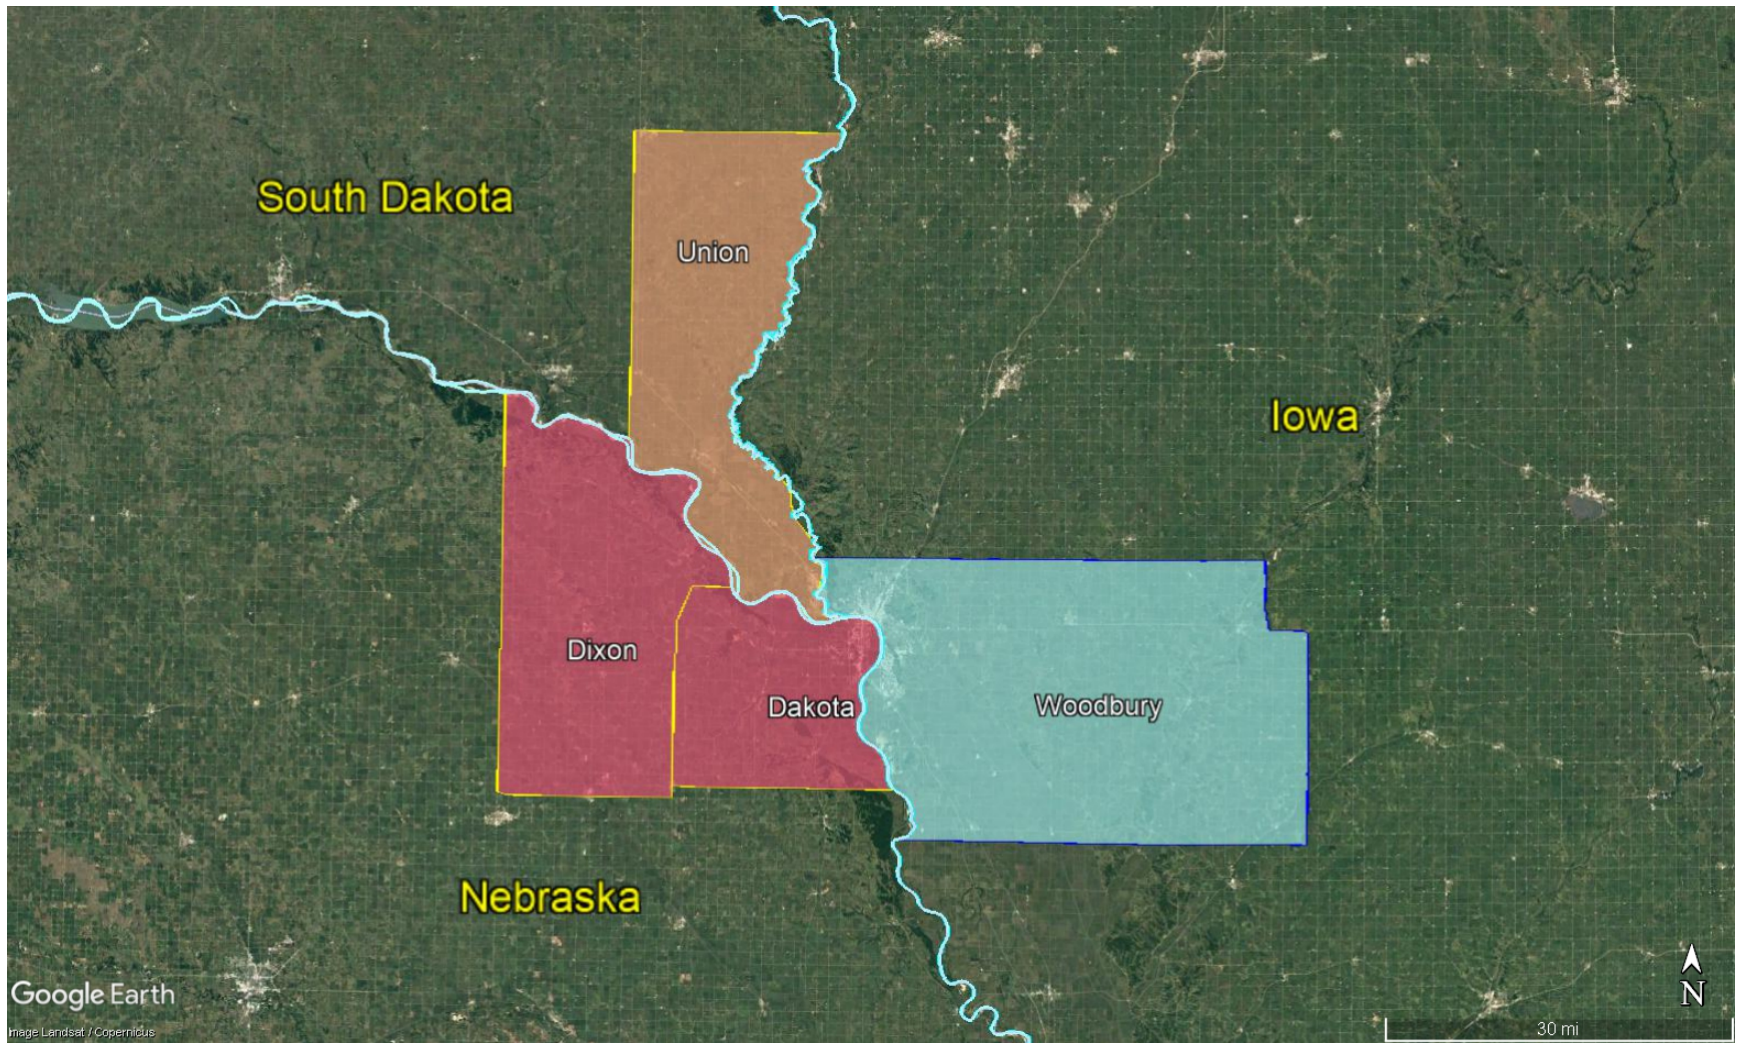 South Dakota
Union
Iowa
Dixon
Dakota
Woodbury
Nebraska
N
Google Earth
Image Landsat / Copernicus
30 mi